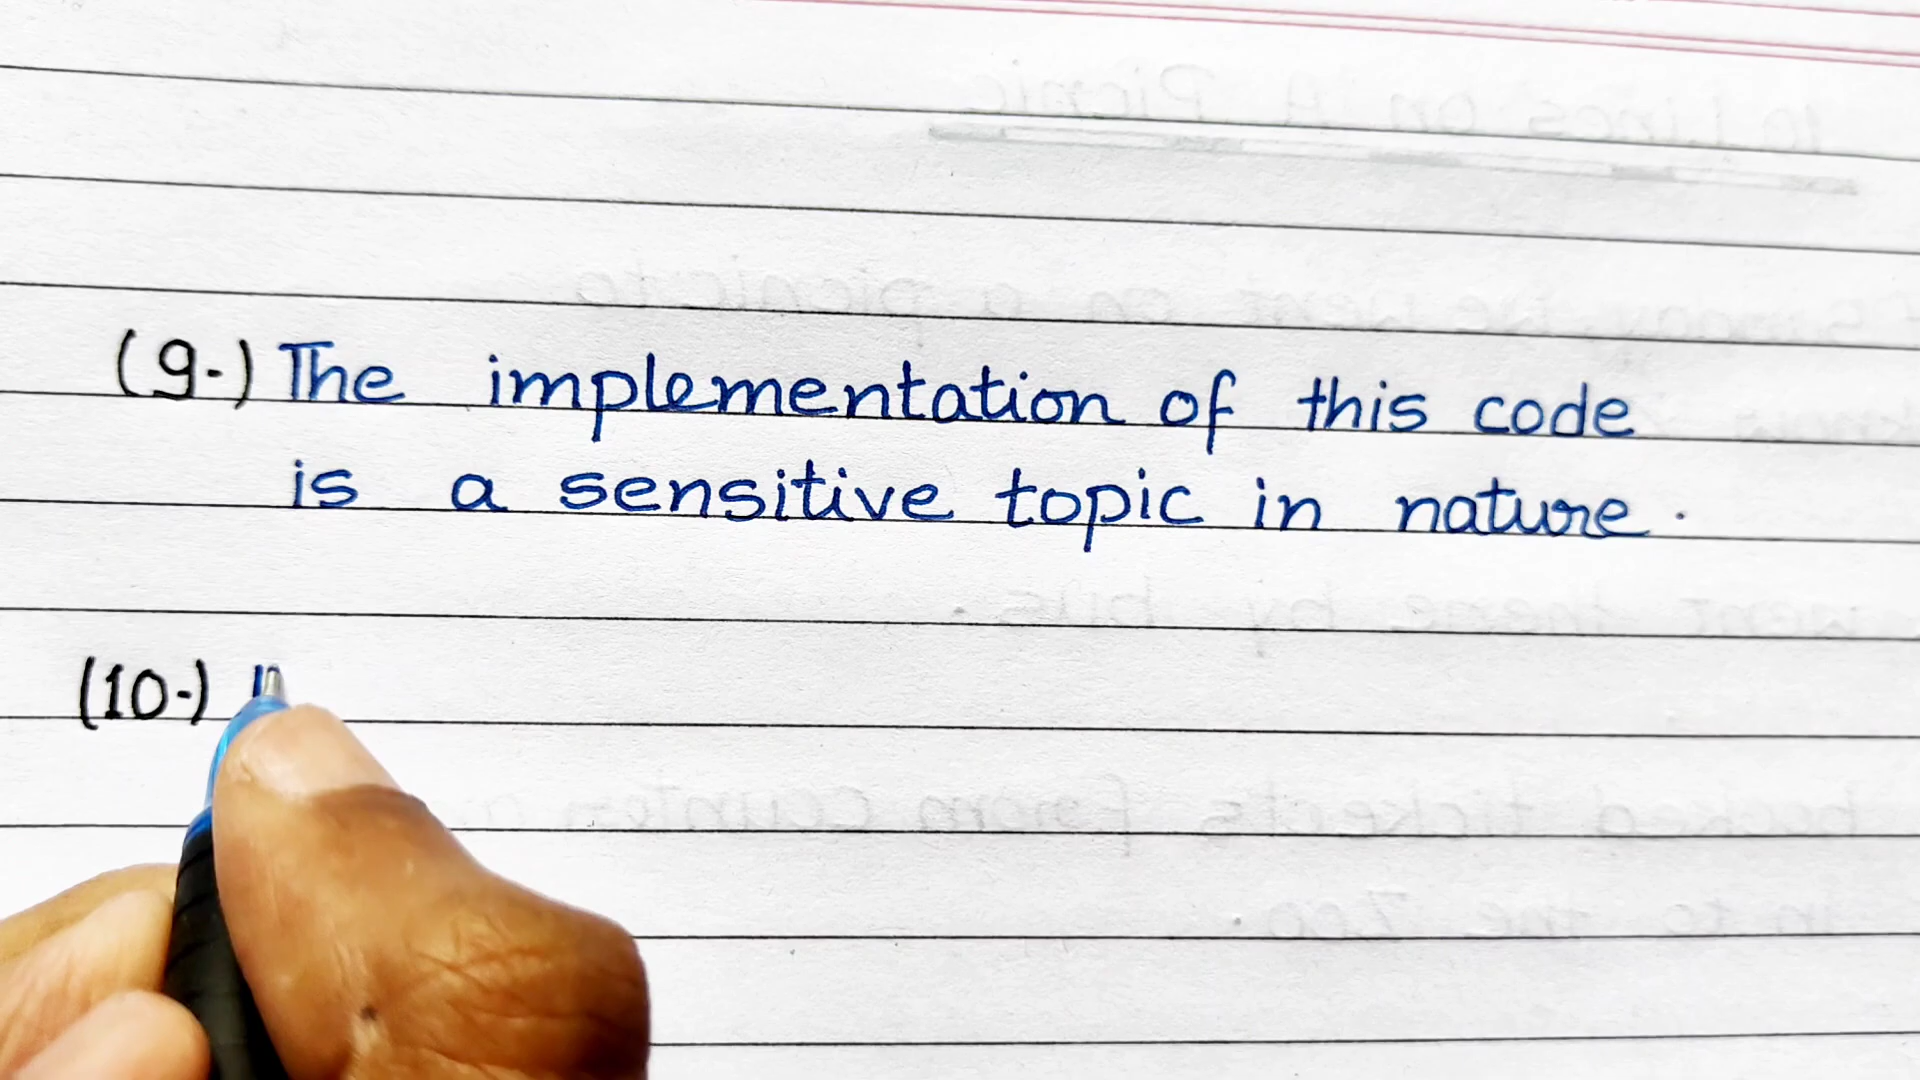 (9.) The implementation of this code
is a sensitive topic in nature.
(10.)